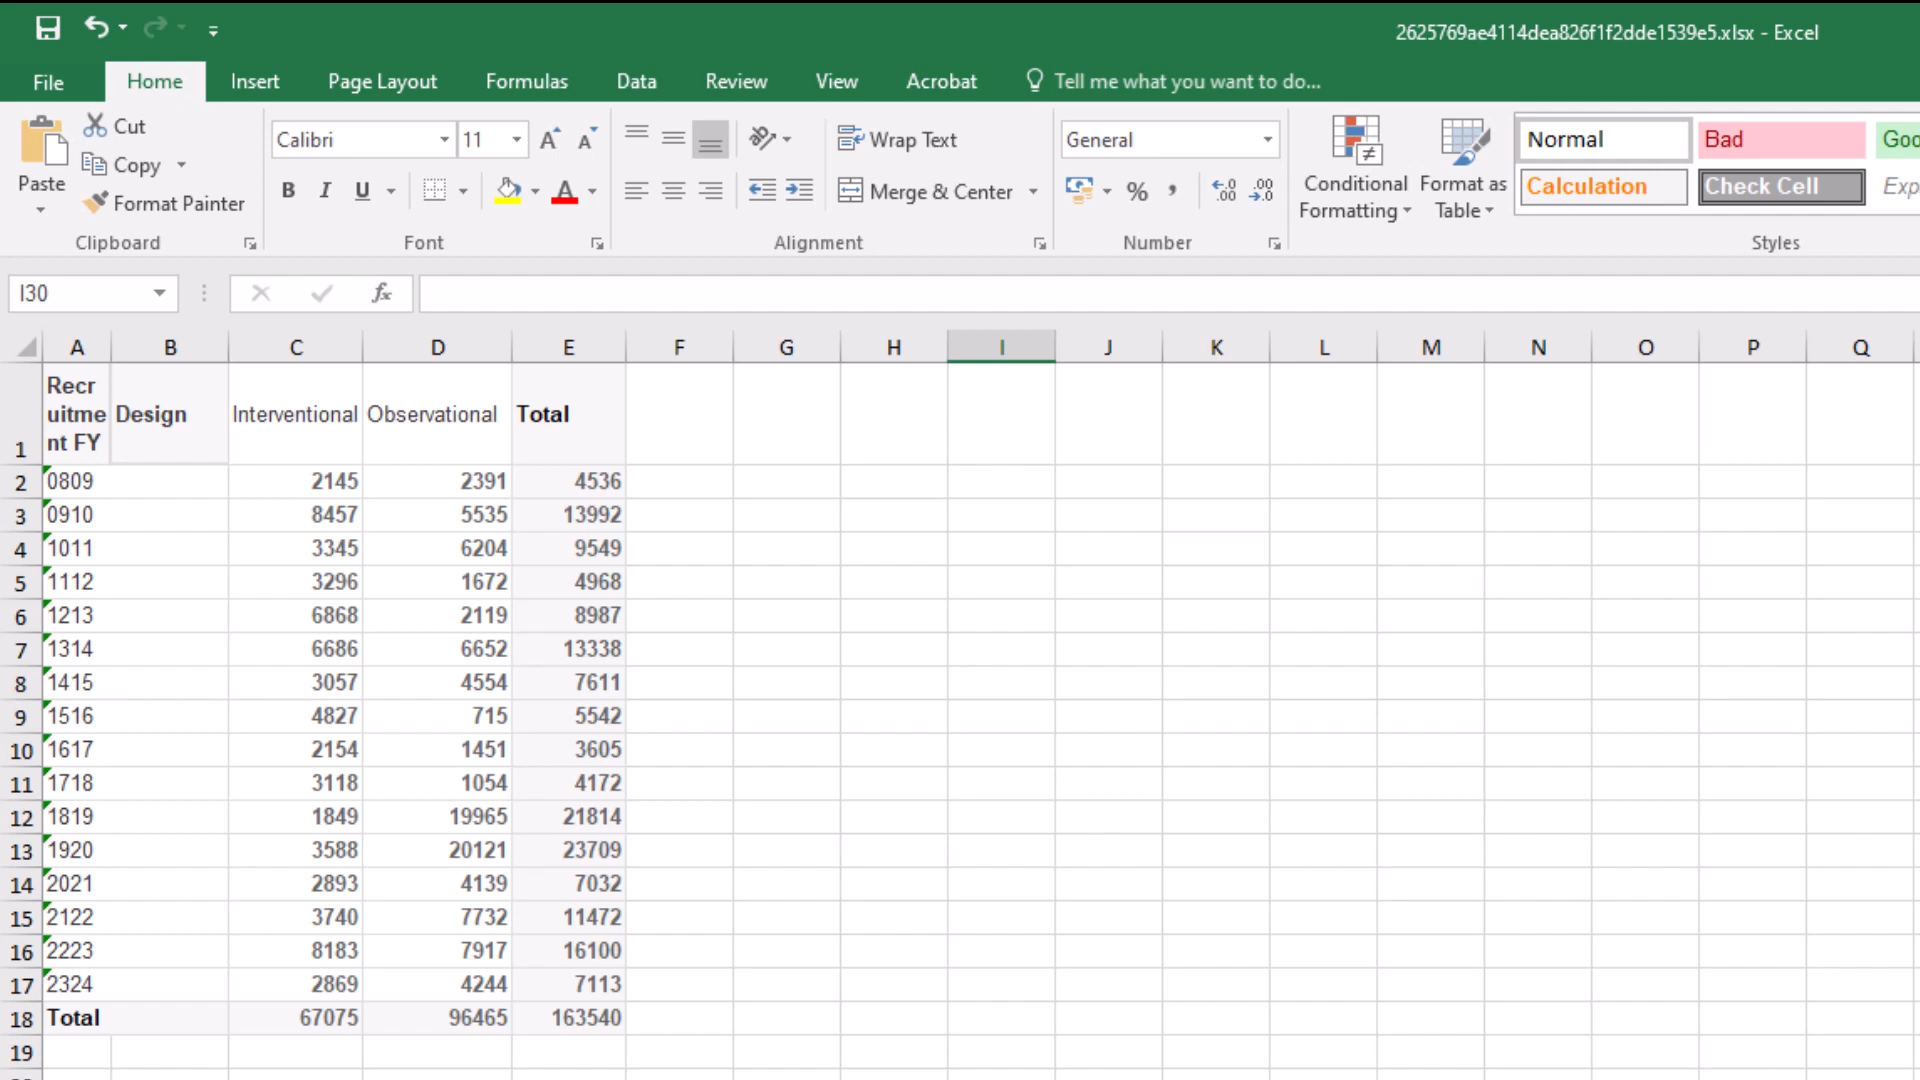 2625769ae4114dea826f1f2dde1539e5.xlsx - Excel
File Home Insert Page Layout Formulas Data Review View Acrobat Tell me what you want to do...
Paste
Cut
Copy
Format Painter
Clipboard
Calibri 11
B I U
Font
Wrap Text
Merge & Center
Alignment
General
% ,
Number
Conditional Formatting
Format as Table
Normal Bad
Calculation Check Cell
Styles
I30 fx
A B C D E F G H I J K L M N O P Q
1 Recruitment FY Design Interventional Observational Total
2 0809 2145 2391 4536
3 0910 8457 5535 13992
4 1011 3345 6204 9549
5 1112 3296 1672 4968
6 1213 6868 2119 8987
7 1314 6686 6652 13338
8 1415 3057 4554 7611
9 1516 4827 715 5542
10 1617 2154 1451 3605
11 1718 3118 1054 4172
12 1819 1849 19965 21814
13 1920 3588 20121 23709
14 2021 2893 4139 7032
15 2122 3740 7732 11472
16 2223 8183 7917 16100
17 2324 2869 4244 7113
18 Total 67075 96465 163540
19